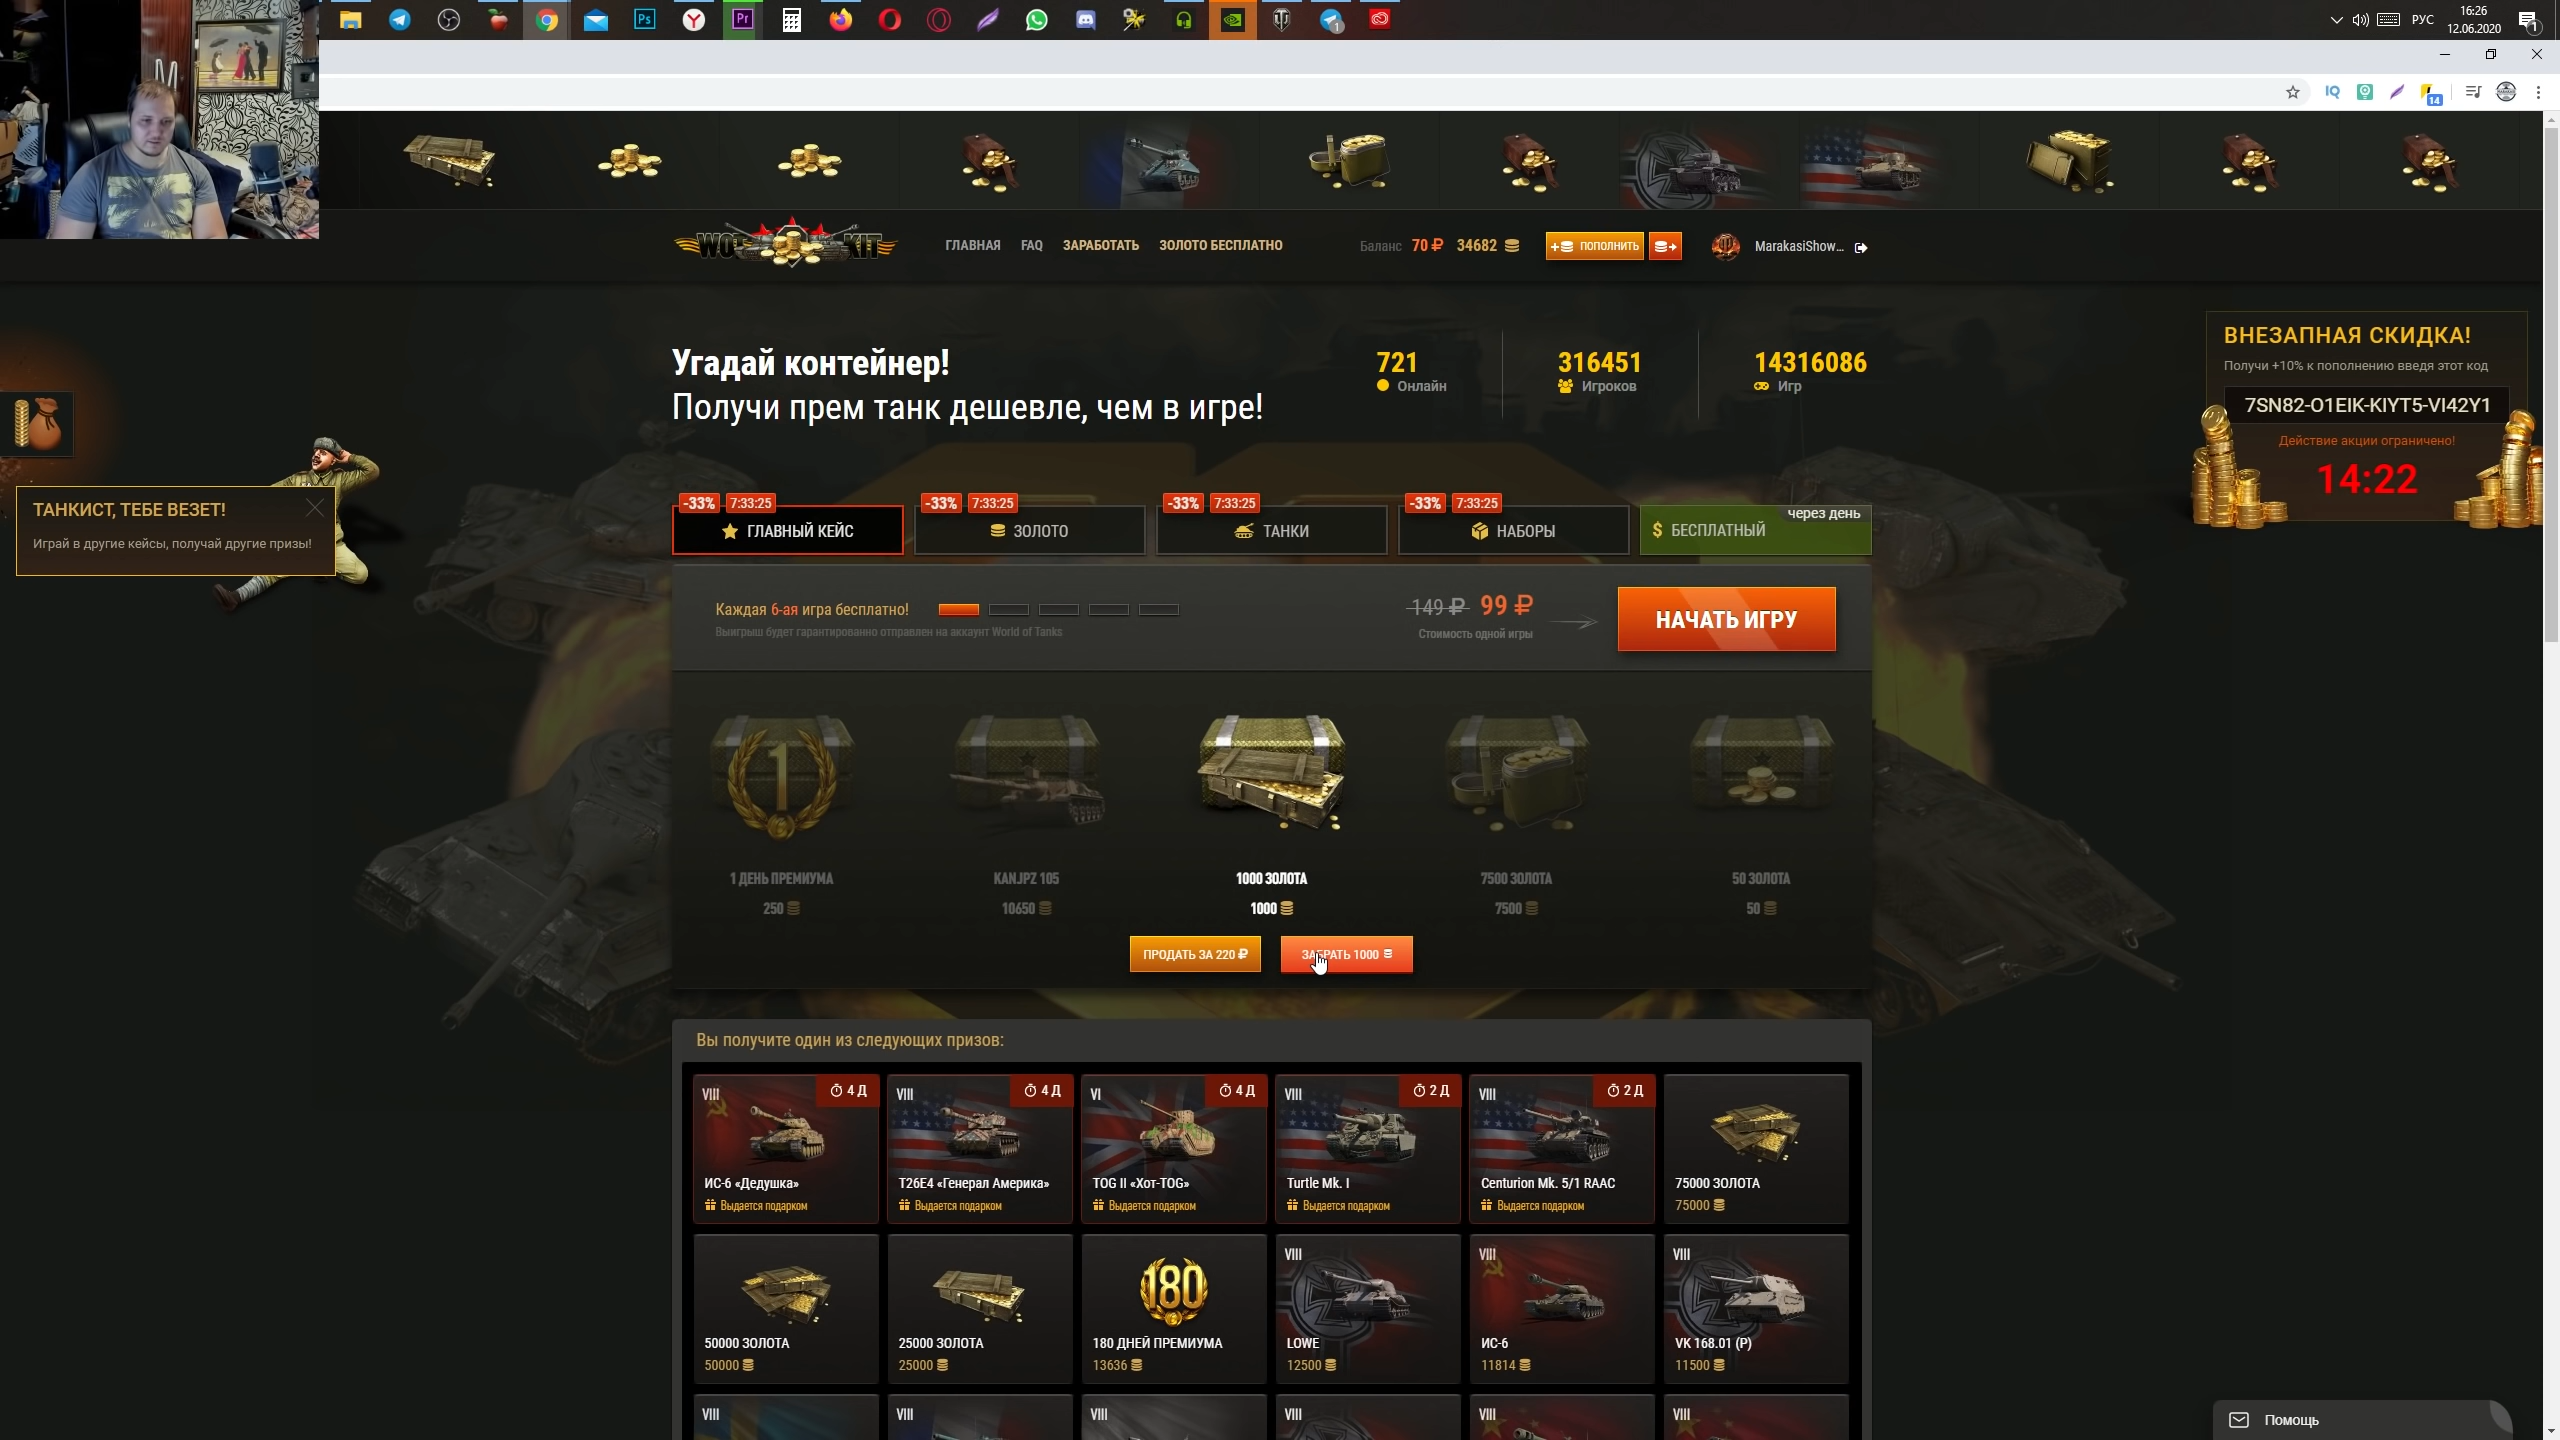 Ps
Pr
РУС
16:26
12.06.2020
1
1
IQ
14
WOT KIT
ГЛАВНАЯ
FAQ
ЗАРАБОТАТЬ
ЗОЛОТО БЕСПЛАТНО
Баланс 70 ₽ 34682
+ ПОПОЛНИТЬ
MarakasiShow...
Угадай контейнер!
Получи прем танк дешевле, чем в игре!
721
Онлайн
316451
Игроков
14316086
Игр
ВНЕЗАПНАЯ СКИДКА!
Получи +10% к пополнению введя этот код
7SN82-O1EIK-KIYT5-VI42Y1
Действие акции ограничено!
14:22
ТАНКИСТ, ТЕБЕ ВЕЗЕТ!
Играй в другие кейсы, получай другие призы!
-33% 7:33:25
ГЛАВНЫЙ КЕЙС
-33% 7:33:25
ЗОЛОТО
-33% 7:33:25
ТАНКИ
-33% 7:33:25
НАБОРЫ
через день
$ БЕСПЛАТНЫЙ
Каждая 6-ая игра бесплатно!
Выигрыш будет гарантированно отправлен на аккаунт World of Tanks
149 ₽ 99 ₽
Стоимость одной игры
НАЧАТЬ ИГРУ
1
1 ДЕНЬ ПРЕМИУМА
250
KANJPZ 105
10650
1000 ЗОЛОТА
1000
7500 ЗОЛОТА
7500
50 ЗОЛОТА
50
ПРОДАТЬ ЗА 220 ₽
ЗАБРАТЬ 1000
Вы получите один из следующих призов:
VIII
4 Д
ИС-6 «Дедушка»
Выдается подарком
VIII
4 Д
T26E4 «Генерал Америка»
Выдается подарком
VI
4 Д
TOG II «Хот-TOG»
Выдается подарком
VIII
2 Д
Turtle Mk. I
Выдается подарком
VIII
2 Д
Centurion Mk. 5/1 RAAC
Выдается подарком
75000 ЗОЛОТА
75000
50000 ЗОЛОТА
50000
25000 ЗОЛОТА
25000
180
180 ДНЕЙ ПРЕМИУМА
13636
VIII
LOWE
12500
VIII
ИС-6
11814
VIII
VK 168.01 (P)
11500
VIII
VIII
VIII
VIII
VIII
VIII
Помощь